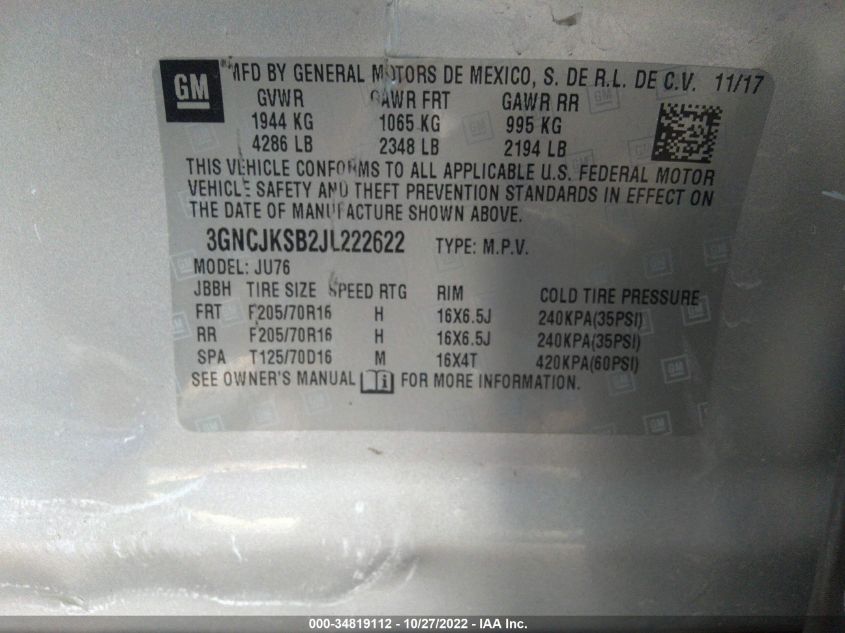 GM MFD BY GENERAL MOTORS DE MEXICO, S. DE R.L. DE C.V. 11/17
GVWR GAWR FRT GAWR RR
1944 KG 1065 KG 995 KG
4286 LB 2348 LB 2194 LB
THIS VEHICLE CONFORMS TO ALL APPLICABLE U.S. FEDERAL MOTOR
VEHICLE SAFETY AND THEFT PREVENTION STANDARDS IN EFFECT ON
THE DATE OF MANUFACTURE SHOWN ABOVE.
3GNCJKSB2JL222622 TYPE: M.P.V.
MODEL: JU76
JBBH TIRE SIZE SPEED RTG RIM COLD TIRE PRESSURE
FRT F205/70R16 H 16X6.5J 240KPA(35PSI)
RR F205/70R16 H 16X6.5J 240KPA(35PSI)
SPA T125/70D16 M 16X4T 420KPA(60PSI)
SEE OWNER'S MANUAL FOR MORE INFORMATION.
000-34819112 - 10/27/2022 - IAA Inc.